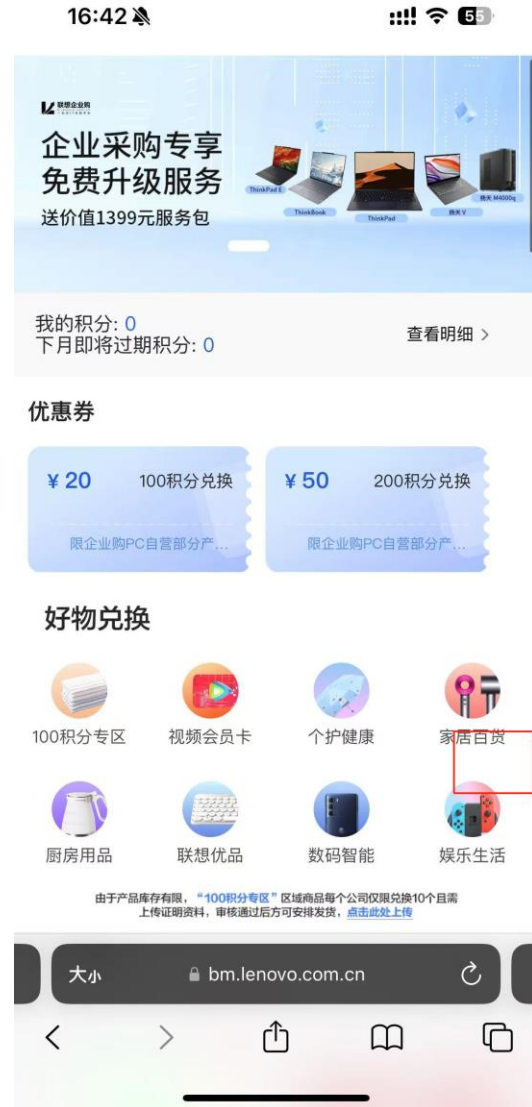 16:42
55
联想企业购
企业采购专享
免费升级服务
送价值1399元服务包
ThinkPad E
ThinkBook
ThinkPad
扬天 V
扬天 M4000q
我的积分: 0
下月即将过期积分: 0
查看明细 >
优惠券
¥ 20 100积分兑换
限企业购PC自营部分产...
¥ 50 200积分兑换
限企业购PC自营部分产...
好物兑换
100积分专区 视频会员卡 个护健康 家居百货
厨房用品 联想优品 数码智能 娱乐生活
由于产品库存有限，“100积分专区”区域商品每个公司仅限兑换10个且需
上传证明资料，审核通过后方可安排发货，点击此处上传
大小 bm.lenovo.com.cn